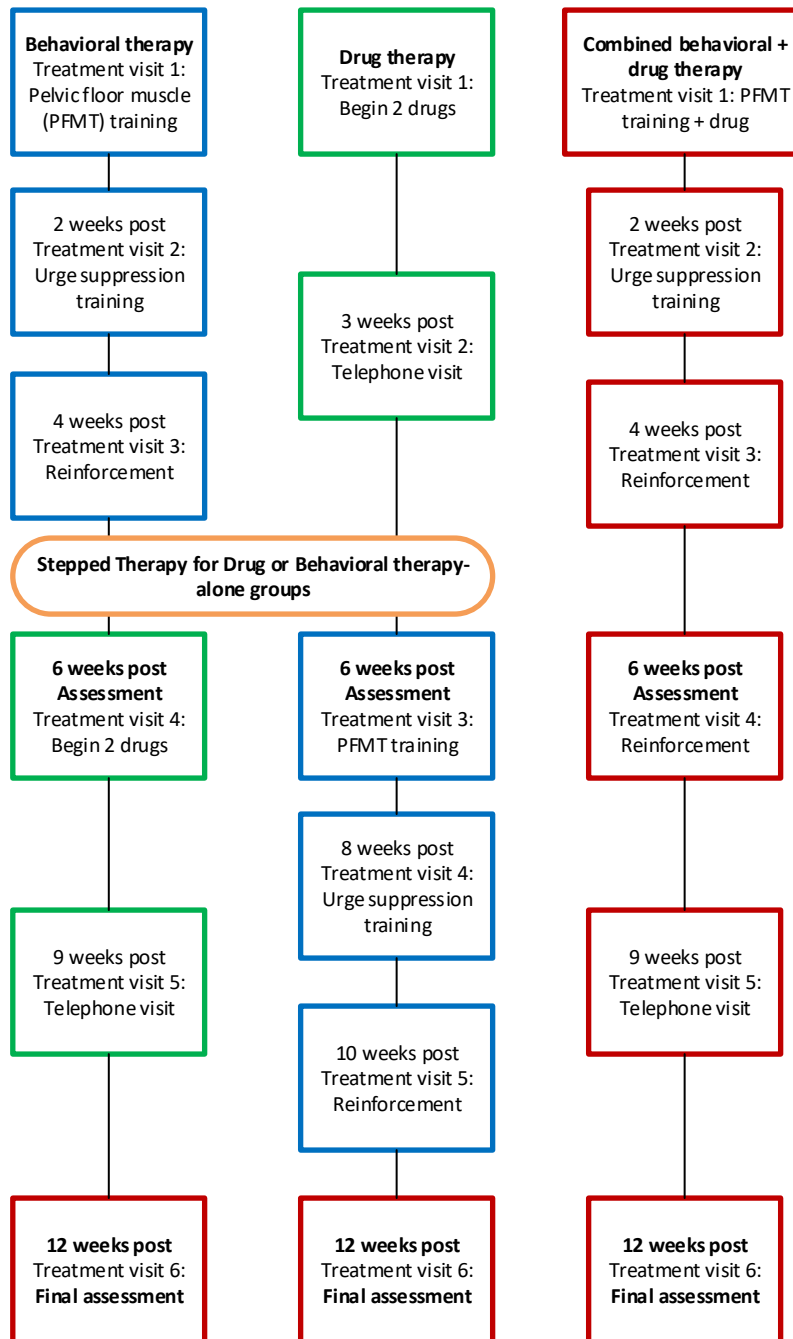 Behavioral therapy
Treatment visit 1:
Pelvic floor muscle
(PFMT) training
2 weeks post
Treatment visit 2:
Urge suppression
training
4 weeks post
Treatment visit 3:
Reinforcement
Drug therapy
Treatment visit 1:
Begin 2 drugs
3 weeks post
Treatment visit 2:
Telephone visit
Stepped Therapy for Drug or Behavioral therapy-
alone groups
6 weeks post
Assessment
Treatment visit 4:
Begin 2 drugs
9 weeks post
Treatment visit 5:
Telephone visit
12 weeks post
Treatment visit 6:
Final assessment
6 weeks post
Assessment
Treatment visit 3:
PFMT training
8 weeks post
Treatment visit 4:
Urge suppression
training
10 weeks post
Treatment visit 5:
Reinforcement
12 weeks post
Treatment visit 6:
Final assessment
Combined behavioral +
drug therapy
Treatment visit 1: PFMT
training + drug
2 weeks post
Treatment visit 2:
Urge suppression
training
4 weeks post
Treatment visit 3:
Reinforcement
6 weeks post
Assessment
Treatment visit 4:
Reinforcement
9 weeks post
Treatment visit 5:
Telephone visit
12 weeks post
Treatment visit 6:
Final assessment